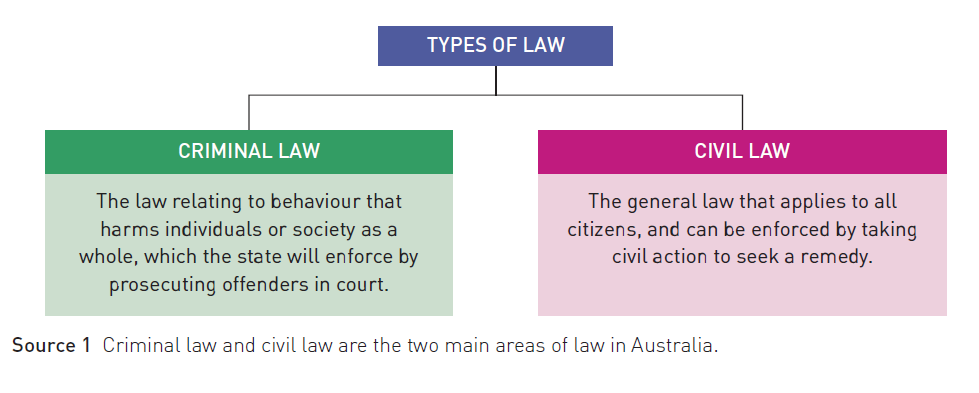 TYPES OF LAW
CRIMINAL LAW
The law relating to behaviour that
harms individuals or society as a
whole, which the state will enforce by
prosecuting offenders in court.
CIVIL LAW
The general law that applies to all
citizens, and can be enforced by taking
civil action to seek a remedy.
Source 1 Criminal law and civil law are the two main areas of law in Australia.